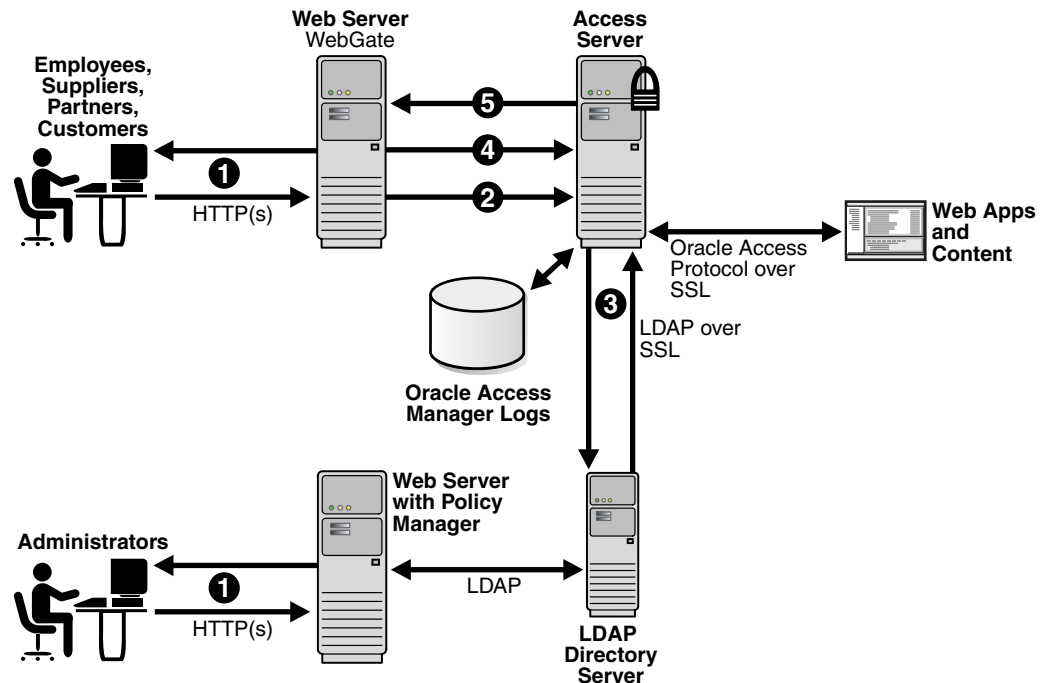 Web Server
WebGate
Access
Server
Employees,
Suppliers,
Partners,
Customers
5
4
1
2
HTTP(s)
Web Apps
and
Content
Oracle Access
Protocol over
SSL
3
LDAP over
SSL
Oracle Access
Manager Logs
Web Server
with Policy
Manager
Administrators
1
HTTP(s)
LDAP
LDAP
Directory
Server